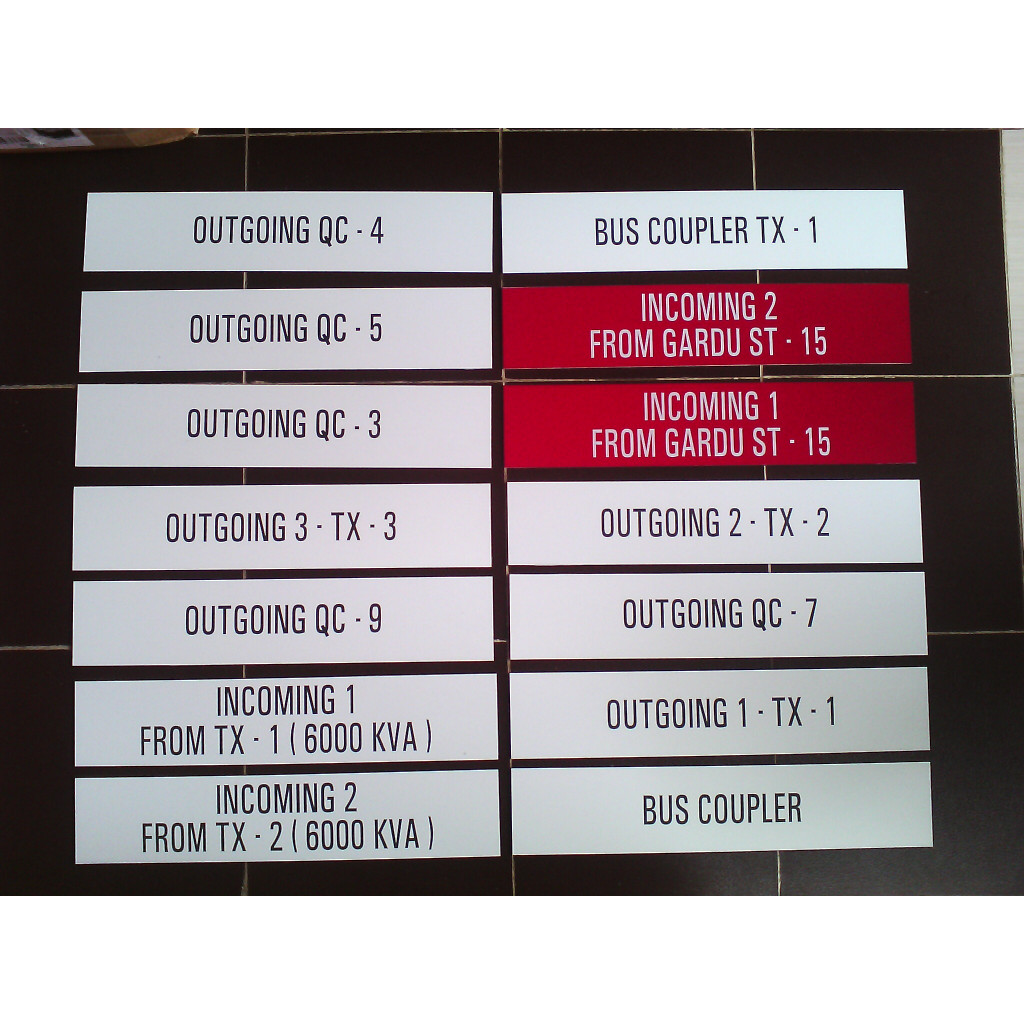 OUTGOING QC - 4
OUTGOING QC - 5
OUTGOING QC - 3
OUTGOING 3 - TX - 3
OUTGOING QC - 9
INCOMING 1
FROM TX - 1 ( 6000 KVA )
INCOMING 2
FROM TX - 2 ( 6000 KVA )
BUS COUPLER TX - 1
INCOMING 2
FROM GARDU ST - 15
INCOMING 1
FROM GARDU ST - 15
OUTGOING 2 - TX - 2
OUTGOING QC - 7
OUTGOING 1 - TX - 1
BUS COUPLER